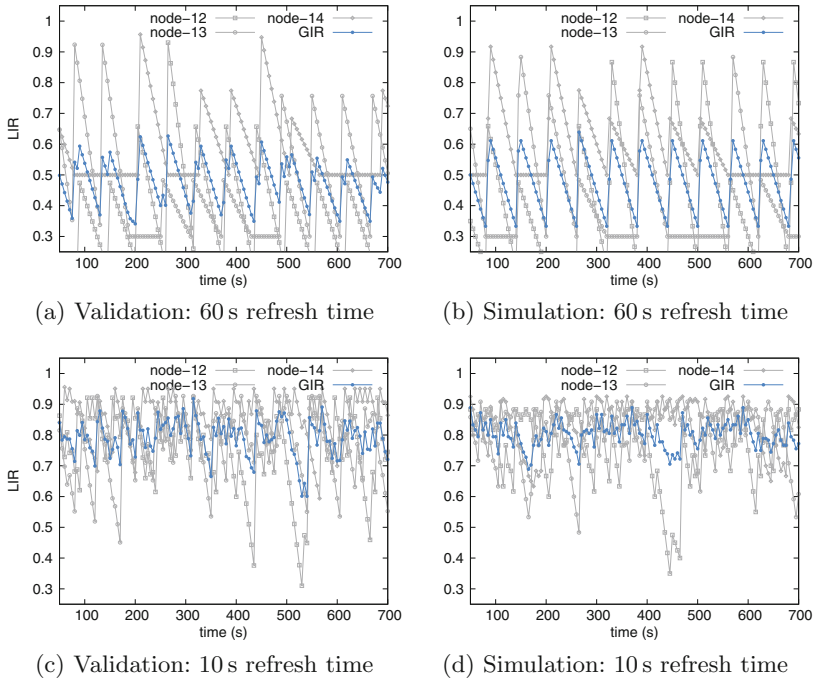 node-12
node-13
node-14
GIR
LIR
1
0.9
0.8
0.7
0.6
0.5
0.4
0.3
100 200 300 400 500 600 700
time (s)
(a) Validation: 60 s refresh time
node-12
node-13
node-14
GIR
1
0.9
0.8
0.7
0.6
0.5
0.4
0.3
100 200 300 400 500 600 700
time (s)
(b) Simulation: 60 s refresh time
node-12
node-13
node-14
GIR
LIR
1
0.9
0.8
0.7
0.6
0.5
0.4
0.3
100 200 300 400 500 600 700
time (s)
(c) Validation: 10 s refresh time
node-12
node-13
node-14
GIR
LIR
1
0.9
0.8
0.7
0.6
0.5
0.4
0.3
100 200 300 400 500 600 700
time (s)
(d) Simulation: 10 s refresh time